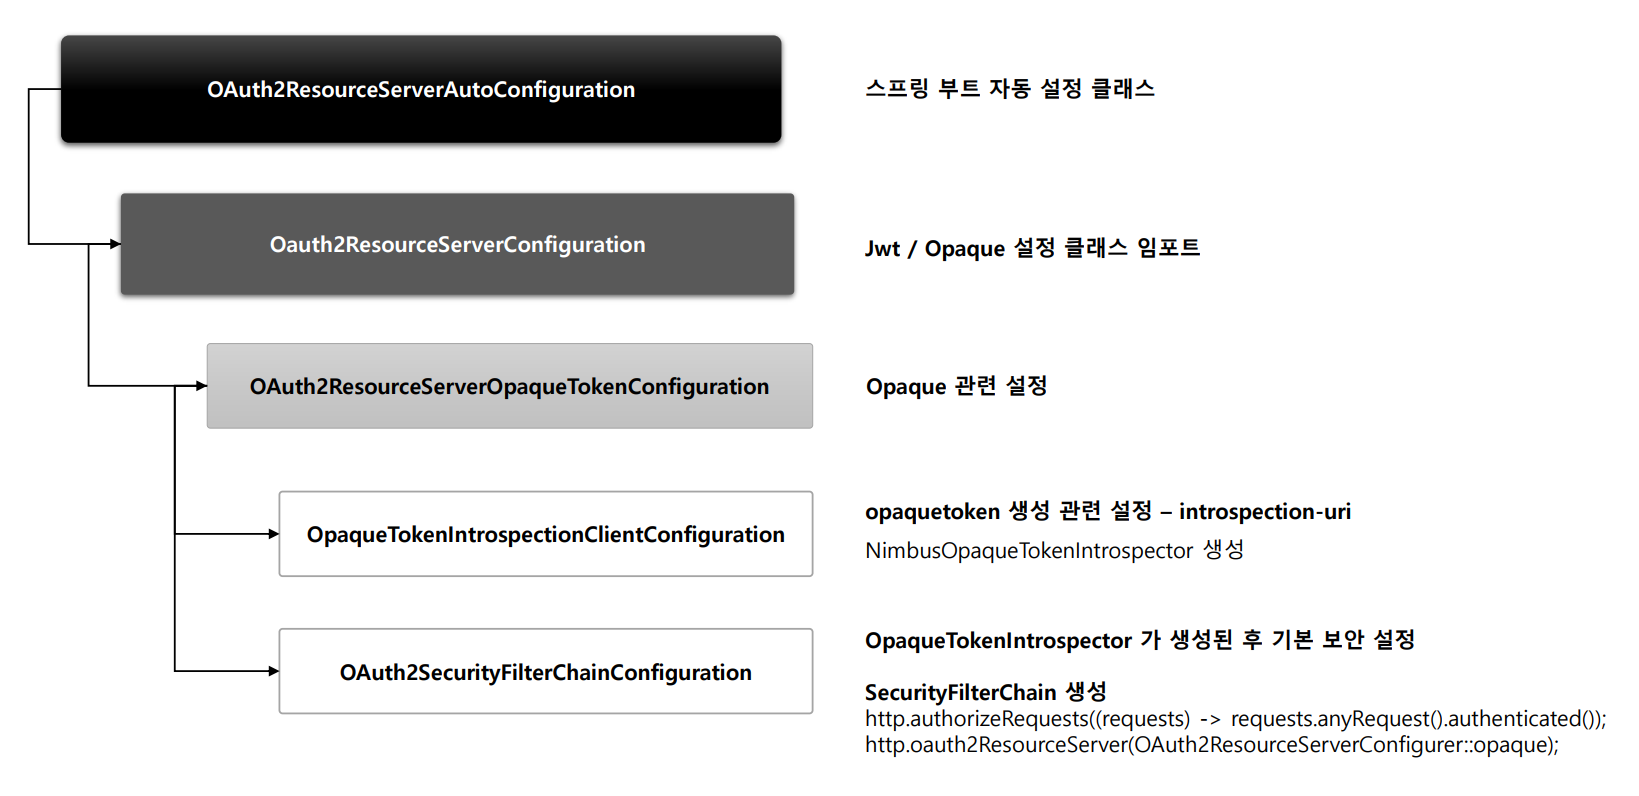 OAuth2ResourceServerAutoConfiguration
스프링 부트 자동 설정 클래스
Oauth2ResourceServerConfiguration
Jwt / Opaque 설정 클래스 임포트
OAuth2ResourceServerOpaqueTokenConfiguration
Opaque 관련 설정
OpaqueTokenIntrospectionClientConfiguration
opaquetoken 생성 관련 설정 – introspection-uri
NimbusOpaqueTokenIntrospector 생성
OAuth2SecurityFilterChainConfiguration
OpaqueTokenIntrospector 가 생성된 후 기본 보안 설정
SecurityFilterChain 생성
http.authorizeRequests((requests) -> requests.anyRequest().authenticated());
http.oauth2ResourceServer(OAuth2ResourceServerConfigurer::opaque);